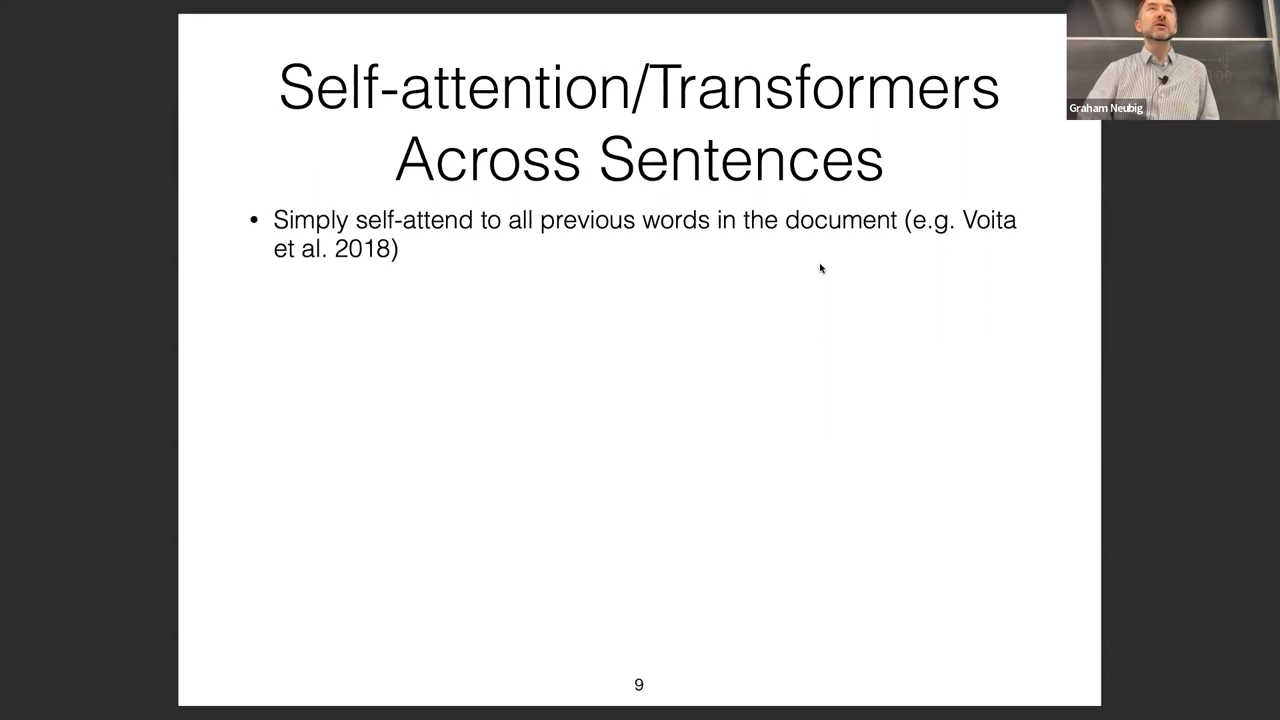 Self-attention/Transformers
Across Sentences
• Simply self-attend to all previous words in the document (e.g. Voita
et al. 2018)
Graham Neubig
9